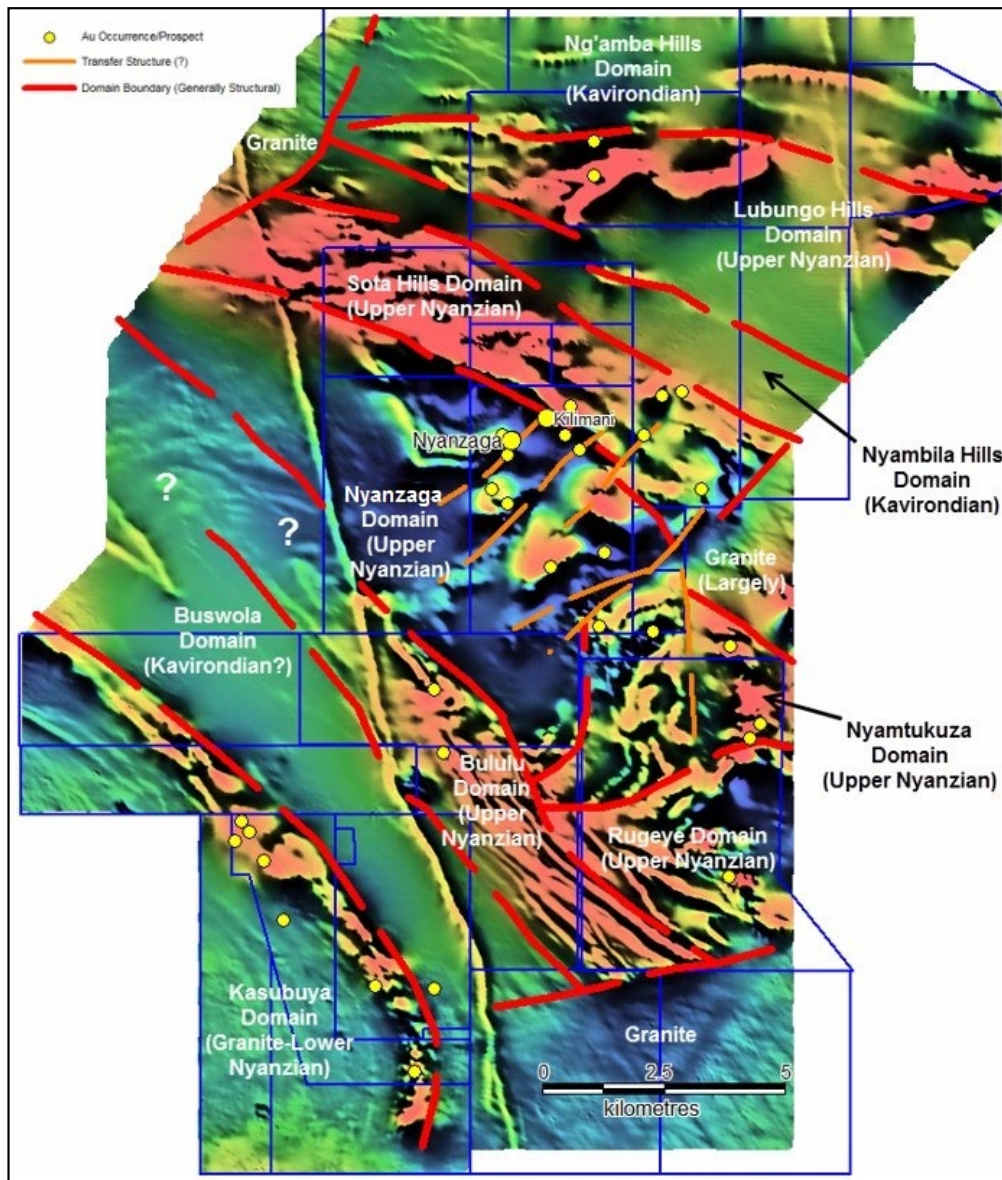 Au Occurrence/Prospect
Transfer Structure (?)
Domain Boundary (Generally Structural)
Ng'amba Hills
Domain
(Kavirondian)
Granite
Lubungo Hills
Domain
(Upper Nyanzian)
Sota Hills Domain
(Upper Nyanzian)
Kilimani
Nyanzaga
Nyambila Hills
Domain
(Kavirondian)
?
?
Nyanzaga
Domain
(Upper
Nyanzian)
Granite
(Largely)
Buswola
Domain
(Kavirondian?)
Nyamtukuza
Domain
(Upper Nyanzian)
Bululu
Domain
(Upper
Nyanzian)
Rugeye Domain
(Upper Nyanzian)
Kasubuya
Domain
(Granite-Lower
Nyanzian)
Granite
0 2.5 5
kilometres